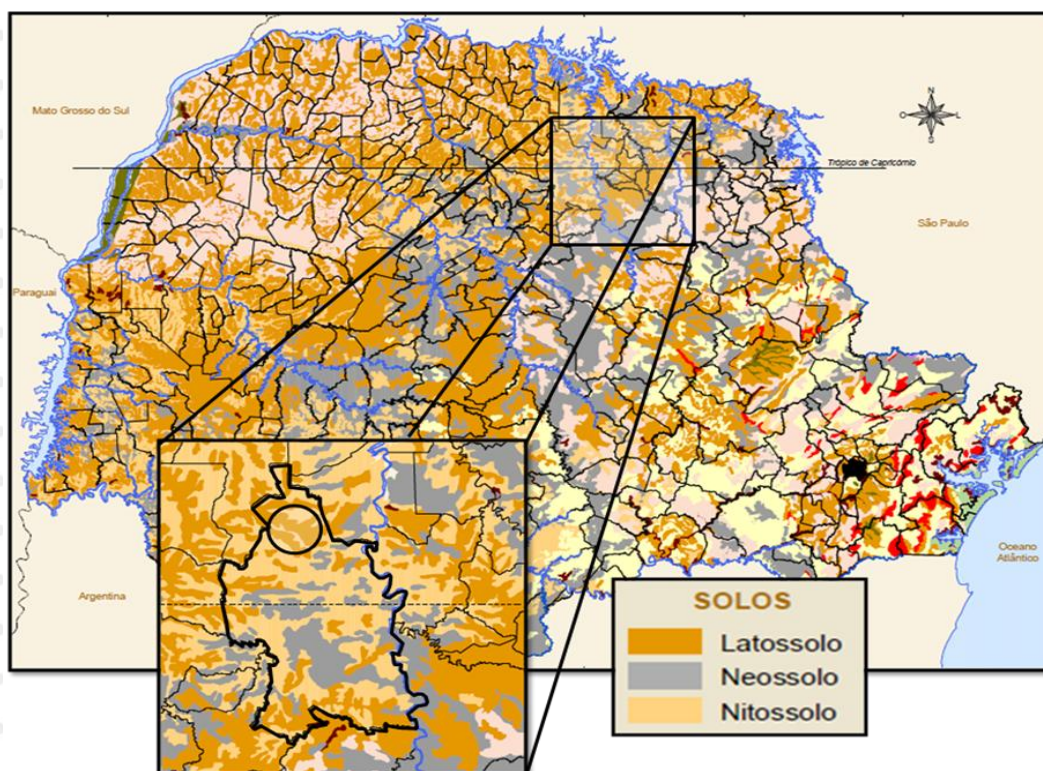 Mato Grosso do Sul
N
O
L
S
Trópico de Capricórnio
São Paulo
Paraguai
Argentina
Oceano
Atlântico
SOLOS
Latossolo
Neossolo
Nitossolo